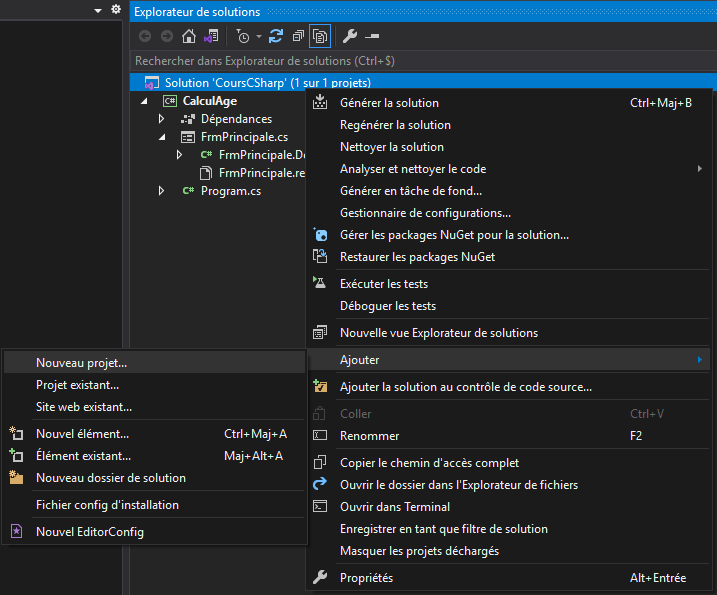 Explorateur de solutions
Rechercher dans Explorateur de solutions (Ctrl+$)
Solution 'CoursCSharp' (1 sur 1 projets)
C# CalculAge
Dépendances
FrmPrincipale.cs
C# FrmPrincipale.De
FrmPrincipale.re
C# Program.cs
Générer la solution Ctrl+Maj+B
Regénérer la solution
Nettoyer la solution
Analyser et nettoyer le code
Générer en tâche de fond...
Gestionnaire de configurations...
Gérer les packages NuGet pour la solution...
Restaurer les packages NuGet
Exécuter les tests
Déboguer les tests
Nouvelle vue Explorateur de solutions
Ajouter
Ajouter la solution au contrôle de code source...
Coller Ctrl+V
Renommer F2
Copier le chemin d'accès complet
Ouvrir le dossier dans l'Explorateur de fichiers
Ouvrir dans Terminal
Enregistrer en tant que filtre de solution
Masquer les projets déchargés
Propriétés Alt+Entrée
Nouveau projet...
Projet existant...
Site web existant...
Nouvel élément... Ctrl+Maj+A
Élément existant... Maj+Alt+A
Nouveau dossier de solution
Fichier config d'installation
Nouvel EditorConfig